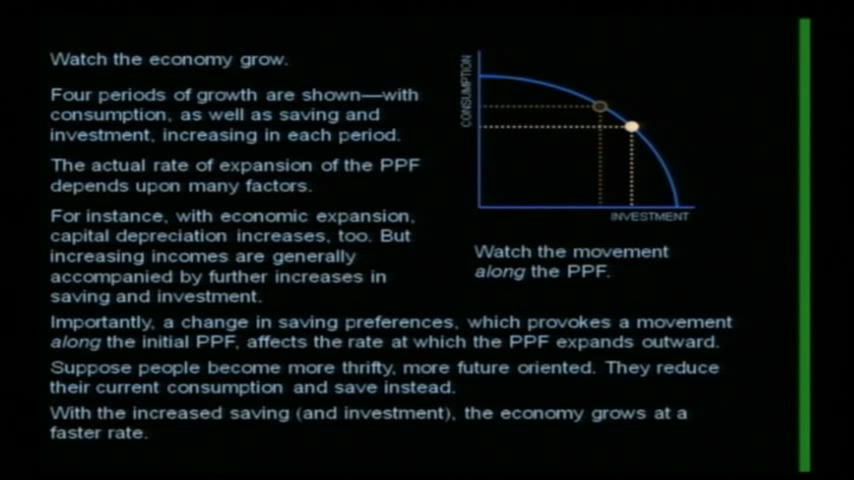 Watch the economy grow.
Four periods of growth are shown—with
consumption, as well as saving and
investment, increasing in each period.
The actual rate of expansion of the PPF
depends upon many factors.
For instance, with economic expansion,
capital depreciation increases, too. But
increasing incomes are generally
accompanied by further increases in
saving and investment.
CONSUMPTION
INVESTMENT
Watch the movement
along the PPF.
Importantly, a change in saving preferences, which provokes a movement
along the initial PPF, affects the rate at which the PPF expands outward.
Suppose people become more thrifty, more future oriented. They reduce
their current consumption and save instead.
With the increased saving (and investment), the economy grows at a
faster rate.